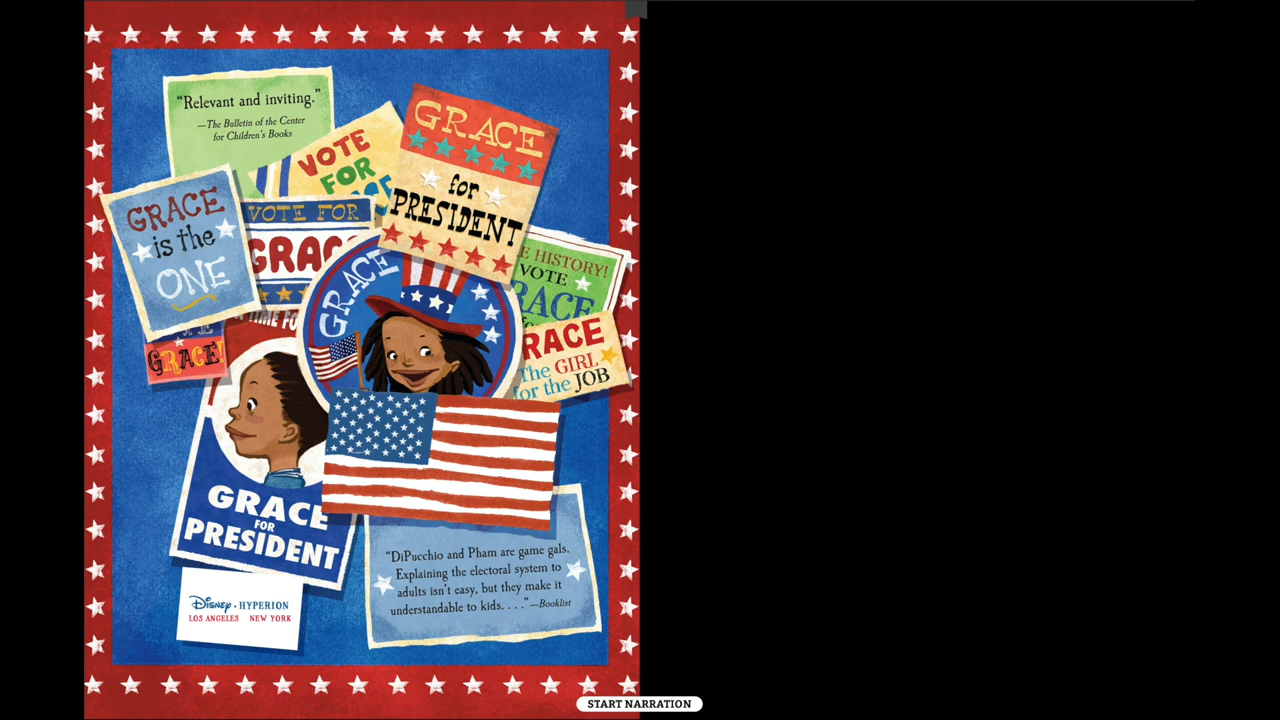 "Relevant and inviting."
—The Bulletin of the Center
for Children's Books
VOTE
FOR
GRACE
for
PRESIDENT
GRACE
is the
ONE
VOTE FOR
GRACE
HISTORY!
VOTE
GRACE
TIME FO
GRACE!
GRACE
The GIRL
for the JOB
GRACE
FOR
PRESIDENT
"DiPucchio and Pham are game gals.
Explaining the electoral system to
adults isn't easy, but they make it
understandable to kids. . . ." —Booklist
Disney • HYPERION
LOS ANGELES NEW YORK
START NARRATION